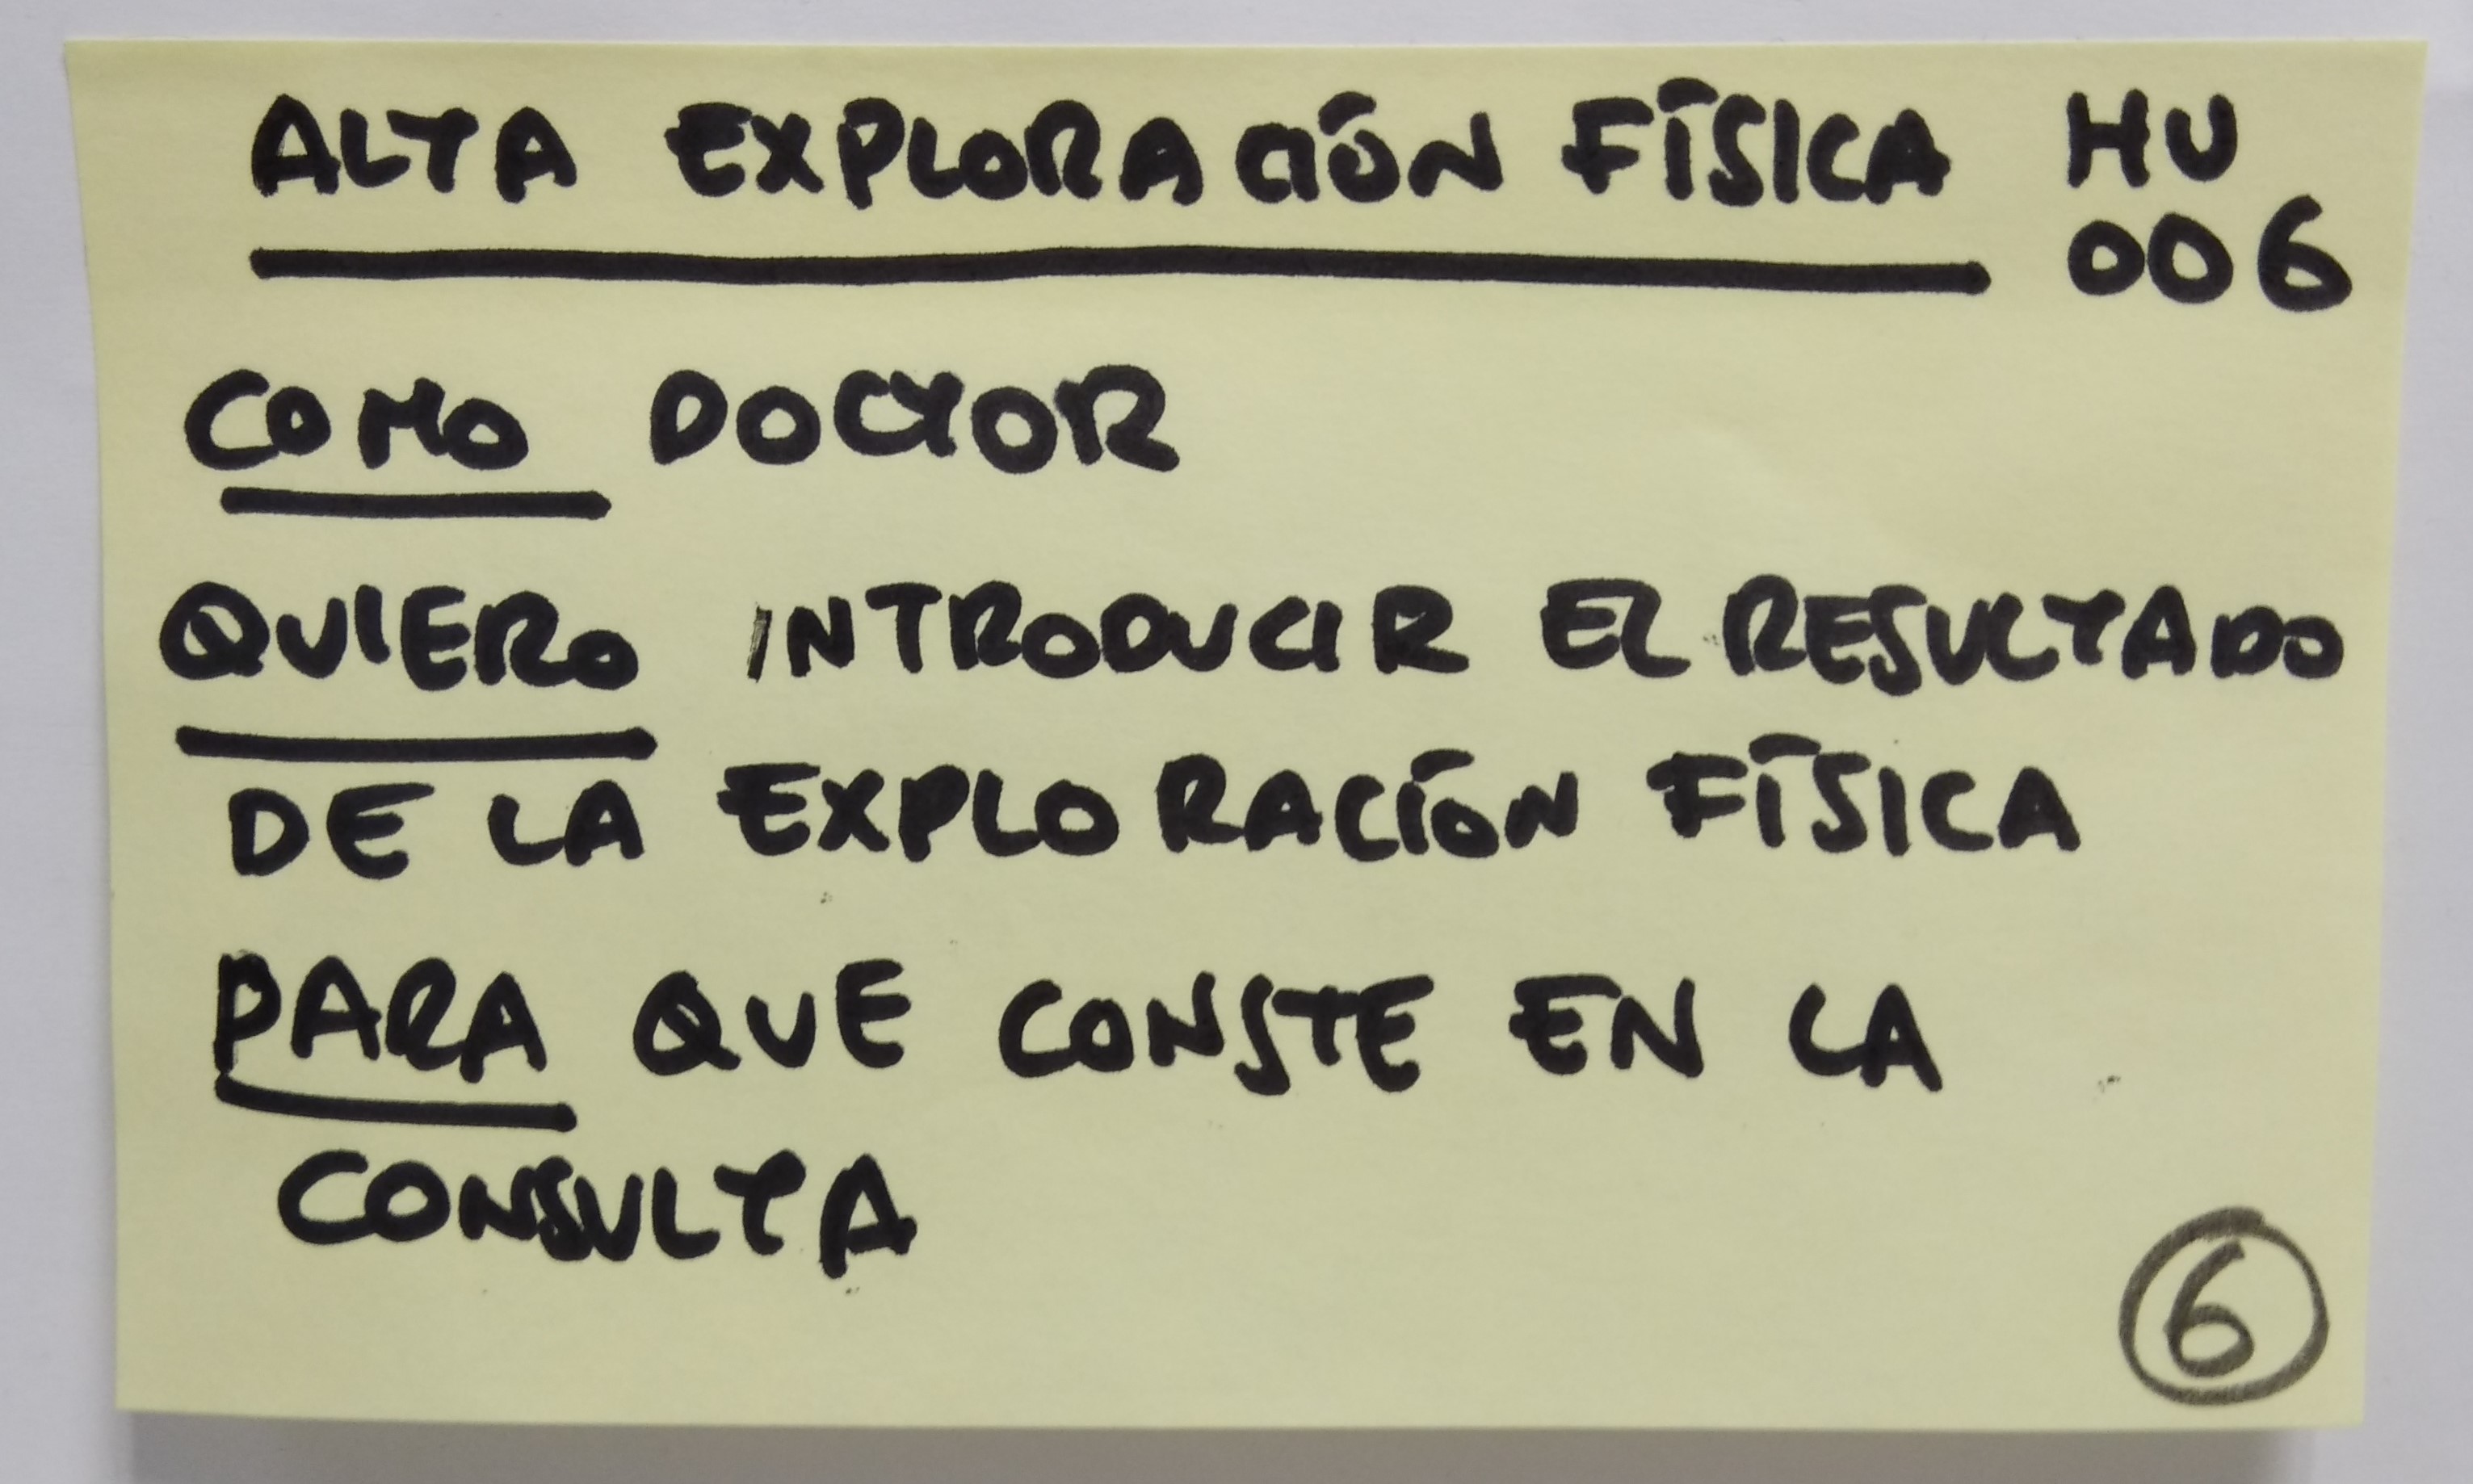 ALTA EXPLORACIÓN FÍSICA HU
006
COMO DOCTOR
QUIERO INTRODUCIR EL RESULTADO
DE LA EXPLORACIÓN FÍSICA
PARA QUE CONSTE EN LA
CONSULTA
6